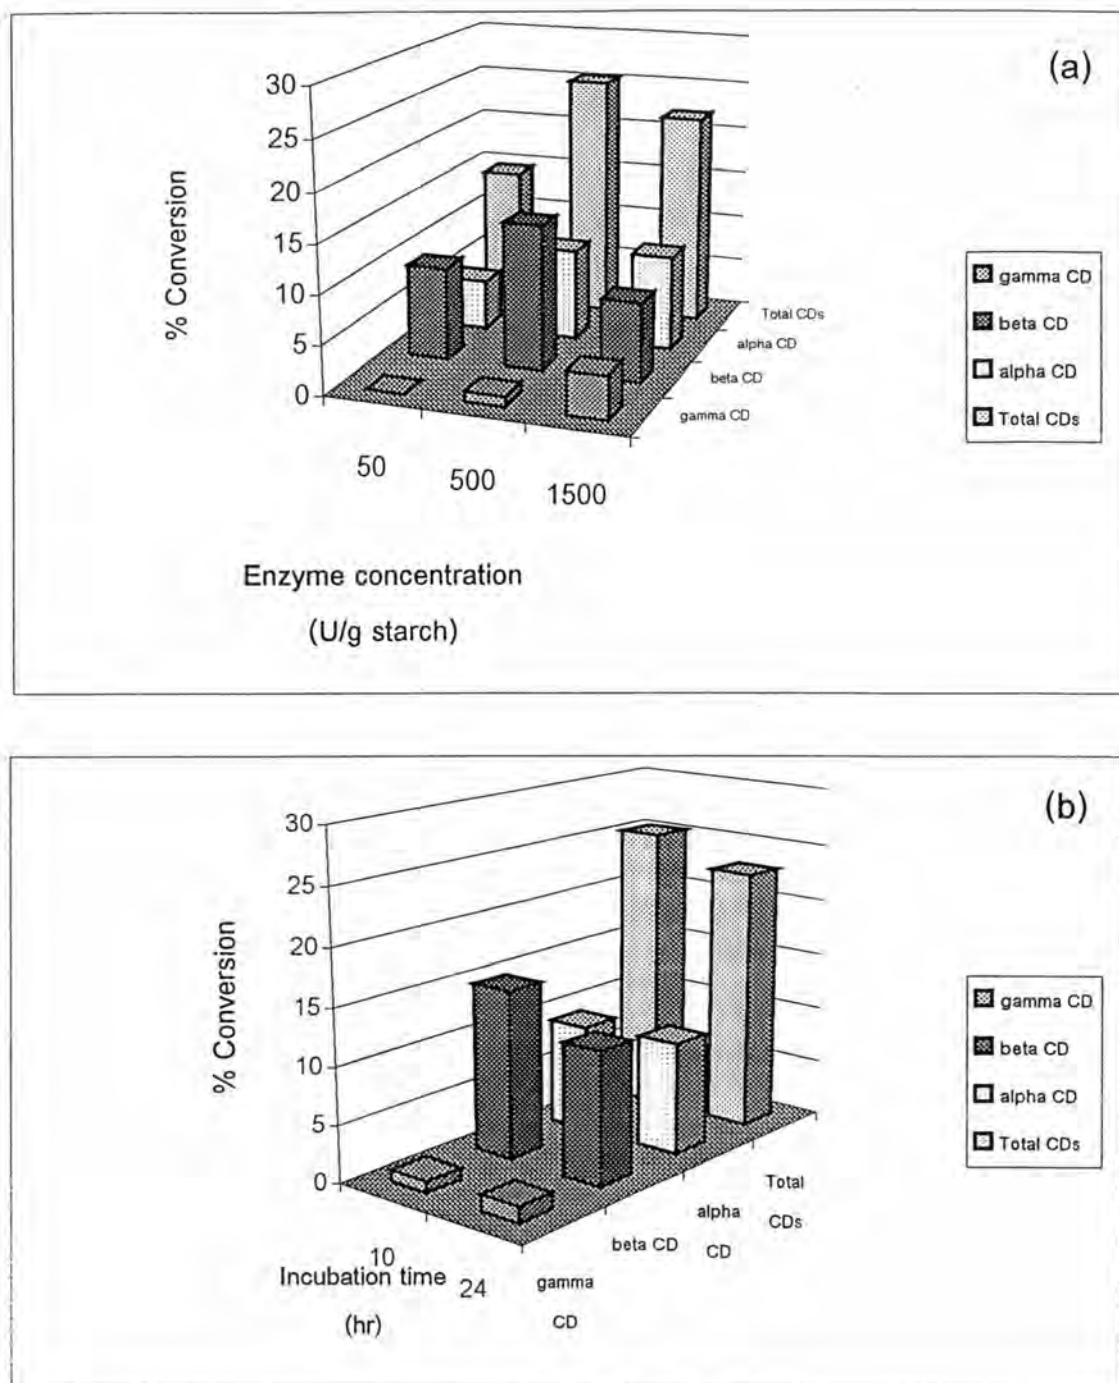 (a)
30
25
20
15
10
5
0
% Conversion
50
500
1500
Total CDs
alpha CD
beta CD
gamma CD
Enzyme concentration
(U/g starch)
gamma CD
beta CD
alpha CD
Total CDs
(b)
30
25
20
15
10
5
0
% Conversion
10
24
Incubation time
(hr)
gamma
CD
beta CD
alpha
CD
Total
CDs
gamma CD
beta CD
alpha CD
Total CDs